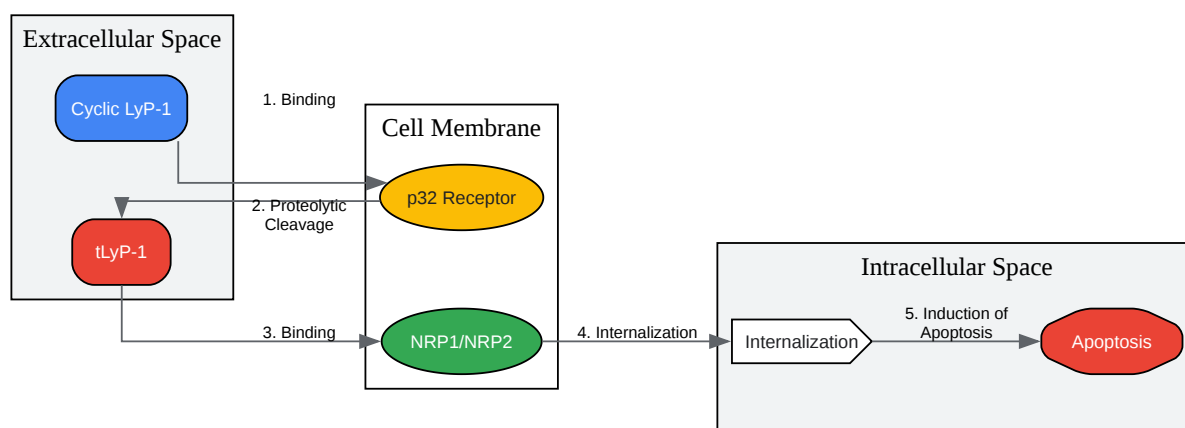 Extracellular Space
Cyclic LyP-1
1. Binding
Cell Membrane
p32 Receptor
2. Proteolytic
Cleavage
tLyP-1
3. Binding
NRP1/NRP2
4. Internalization
Intracellular Space
Internalization
5. Induction of
Apoptosis
Apoptosis